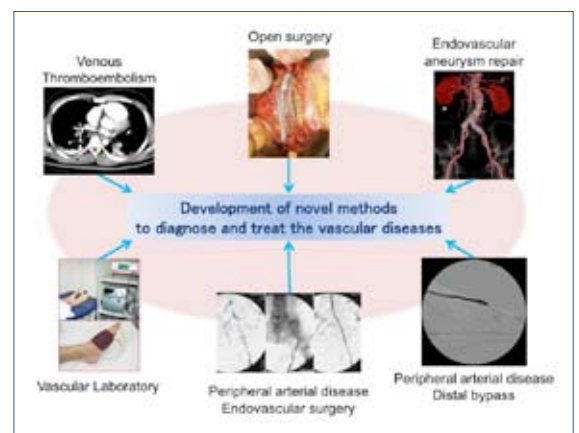 Venous
Thromboembolism
Open surgery
Endovascular
aneurysm repair
Development of novel methods
to diagnose and treat the vascular diseases
Vascular Laboratory
Peripheral arterial disease
Endovascular surgery
Peripheral arterial disease
Distal bypass